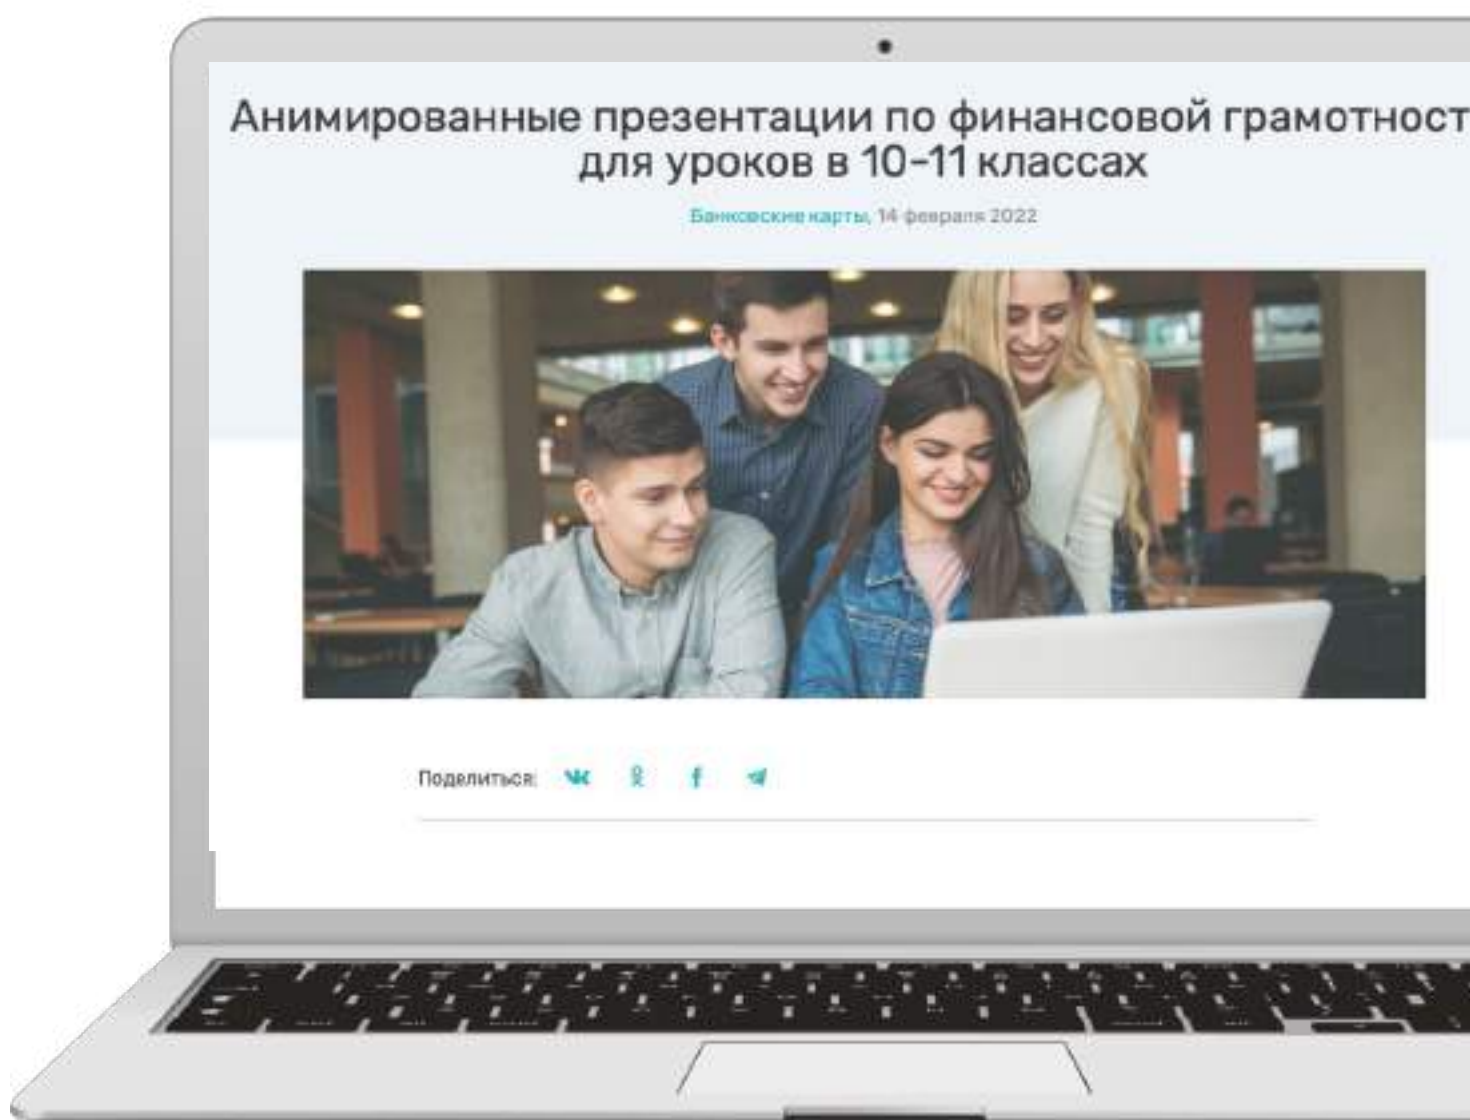 Анимированные презентации по финансовой грамотност
для уроков в 10-11 классах
Банковские карты, 14 февраля 2022
Поделиться: